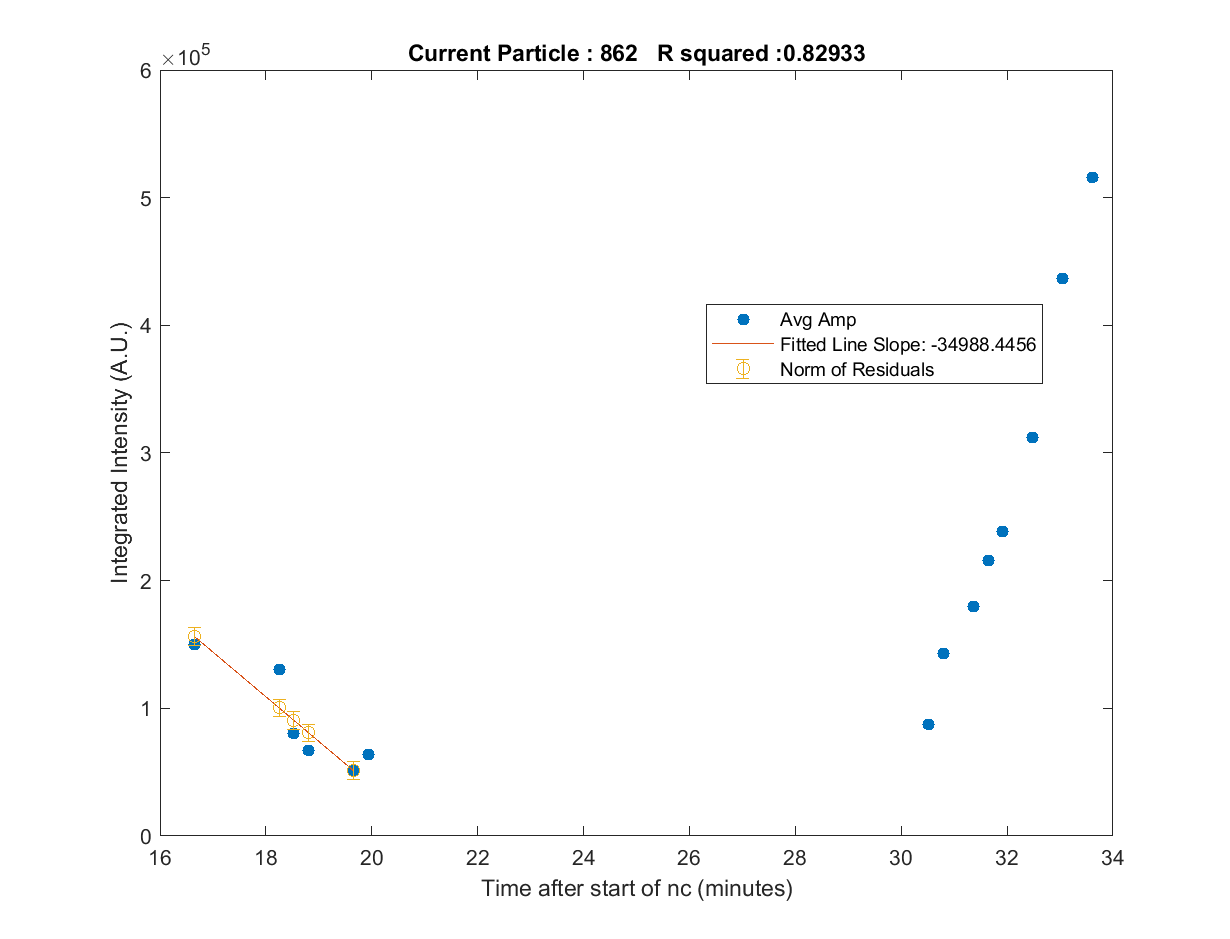 Current Particle : 862   R squared :0.82933
×10^5
6
5
4
3
2
1
0
Integrated Intensity (A.U.)
Avg Amp
Fitted Line Slope: -34988.4456
Norm of Residuals
16 18 20 22 24 26 28 30 32 34
Time after start of nc (minutes)